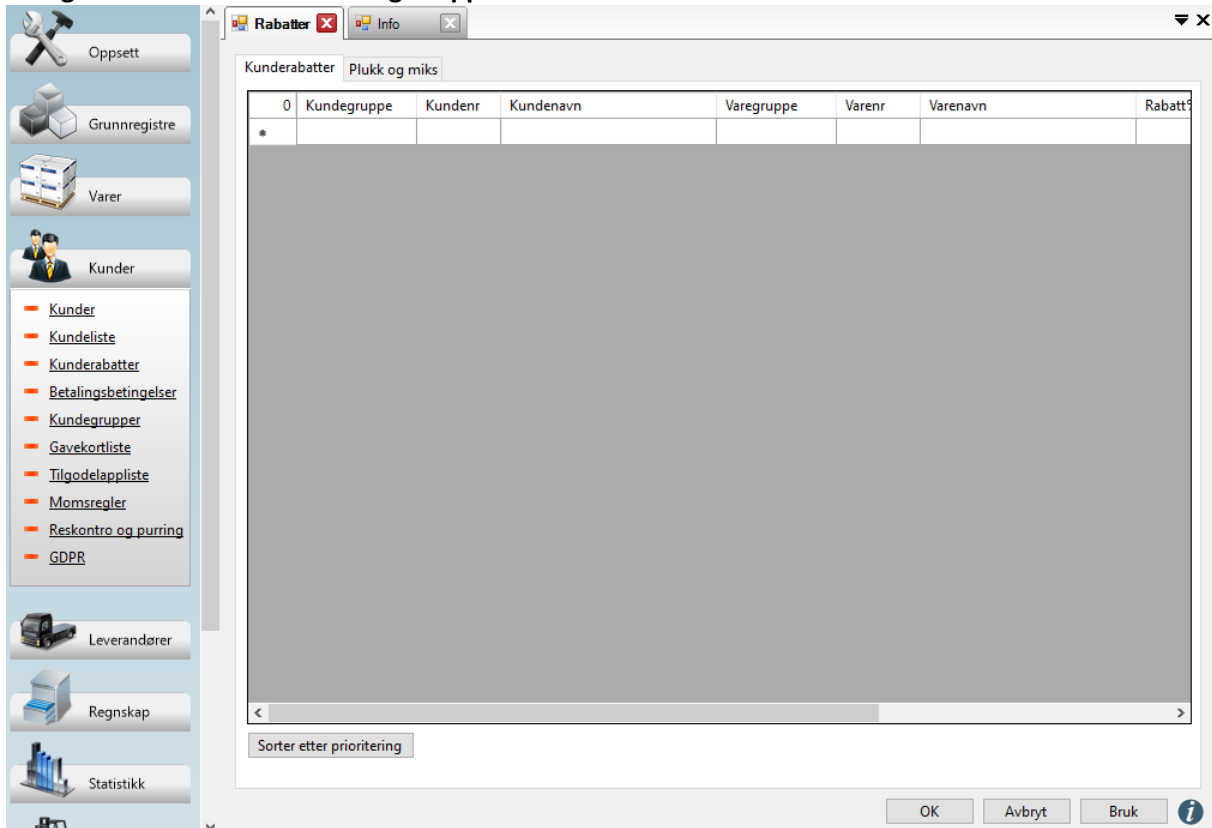 Rabatter
Info
Oppsett
Grunnregistre
Varer
Kunder
Kunder
Kundeliste
Kunderabatter
Betalingsbetingelser
Kundegrupper
Gavekortliste
Tilgodelappliste
Momsregler
Reskontro og purring
GDPR
Leverandører
Regnskap
Statistikk
Kunderabatter Plukk og miks
0 Kundegruppe Kundenr Kundenavn Varegruppe Varenr Varenavn Rabatt%
Sorter etter prioritering
OK Avbryt Bruk